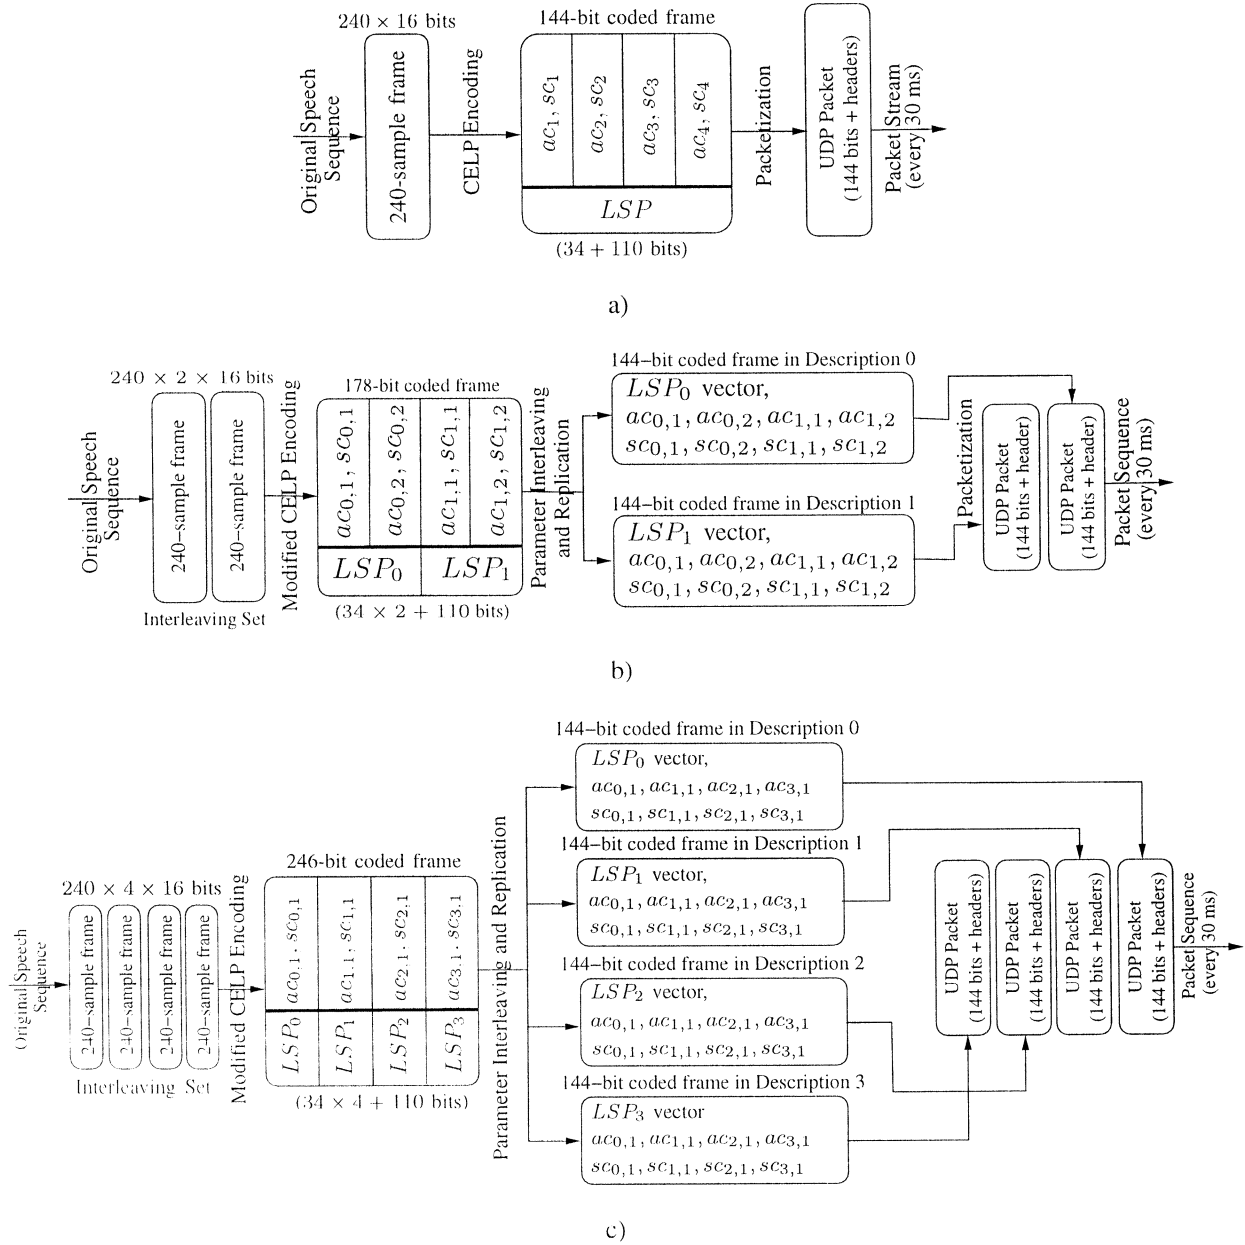 240 × 16 bits
144-bit coded frame
Original Speech
Sequence
240-sample frame
CELP Encoding
ac1, sc1
ac2, sc2
ac3, sc3
ac4, sc4
LSP
(34 + 110 bits)
Packetization
UDP Packet
(144 bits + headers)
Packet Stream
(every 30 ms)
a)
240 × 2 × 16 bits
178-bit coded frame
Original Speech
Sequence
240−sample frame
240−sample frame
Interleaving Set
Modified CELP Encoding
ac0,1, sc0,1
ac0,2, sc0,2
ac1,1, sc1,1
ac1,2, sc1,2
LSP0
LSP1
(34 × 2 + 110 bits)
Parameter Interleaving
and Replication
144−bit coded frame in Description 0
LSP0 vector,
ac0,1, ac0,2, ac1,1, ac1,2
sc0,1, sc0,2, sc1,1, sc1,2
144−bit coded frame in Description 1
LSP1 vector,
ac0,1, ac0,2, ac1,1, ac1,2
sc0,1, sc0,2, sc1,1, sc1,2
Packetization
UDP Packet
(144 bits + header)
UDP Packet
(144 bits + header)
Packet Sequence
(every 30 ms)
b)
240 × 4 × 16 bits
246-bit coded frame
Original Speech
Sequence
240−sample frame
240−sample frame
240−sample frame
240−sample frame
Interleaving Set
Modified CELP Encoding
ac0,1, sc0,1
ac1,1, sc1,1
ac2,1, sc2,1
ac3,1, sc3,1
LSP0
LSP1
LSP2
LSP3
(34 × 4 + 110 bits)
Parameter Interleaving and Replication
144−bit coded frame in Description 0
LSP0 vector,
ac0,1, ac1,1, ac2,1, ac3,1
sc0,1, sc1,1, sc2,1, sc3,1
144−bit coded frame in Description 1
LSP1 vector,
ac0,1, ac1,1, ac2,1, ac3,1
sc0,1, sc1,1, sc2,1, sc3,1
144−bit coded frame in Description 2
LSP2 vector,
ac0,1, ac1,1, ac2,1, ac3,1
sc0,1, sc1,1, sc2,1, sc3,1
144−bit coded frame in Description 3
LSP3 vector
ac0,1, ac1,1, ac2,1, ac3,1
sc0,1, sc1,1, sc2,1, sc3,1
UDP Packet
(144 bits + headers)
UDP Packet
(144 bits + headers)
UDP Packet
(144 bits + headers)
UDP Packet
(144 bits + headers)
Packet Sequence
(every 30 ms)
c)